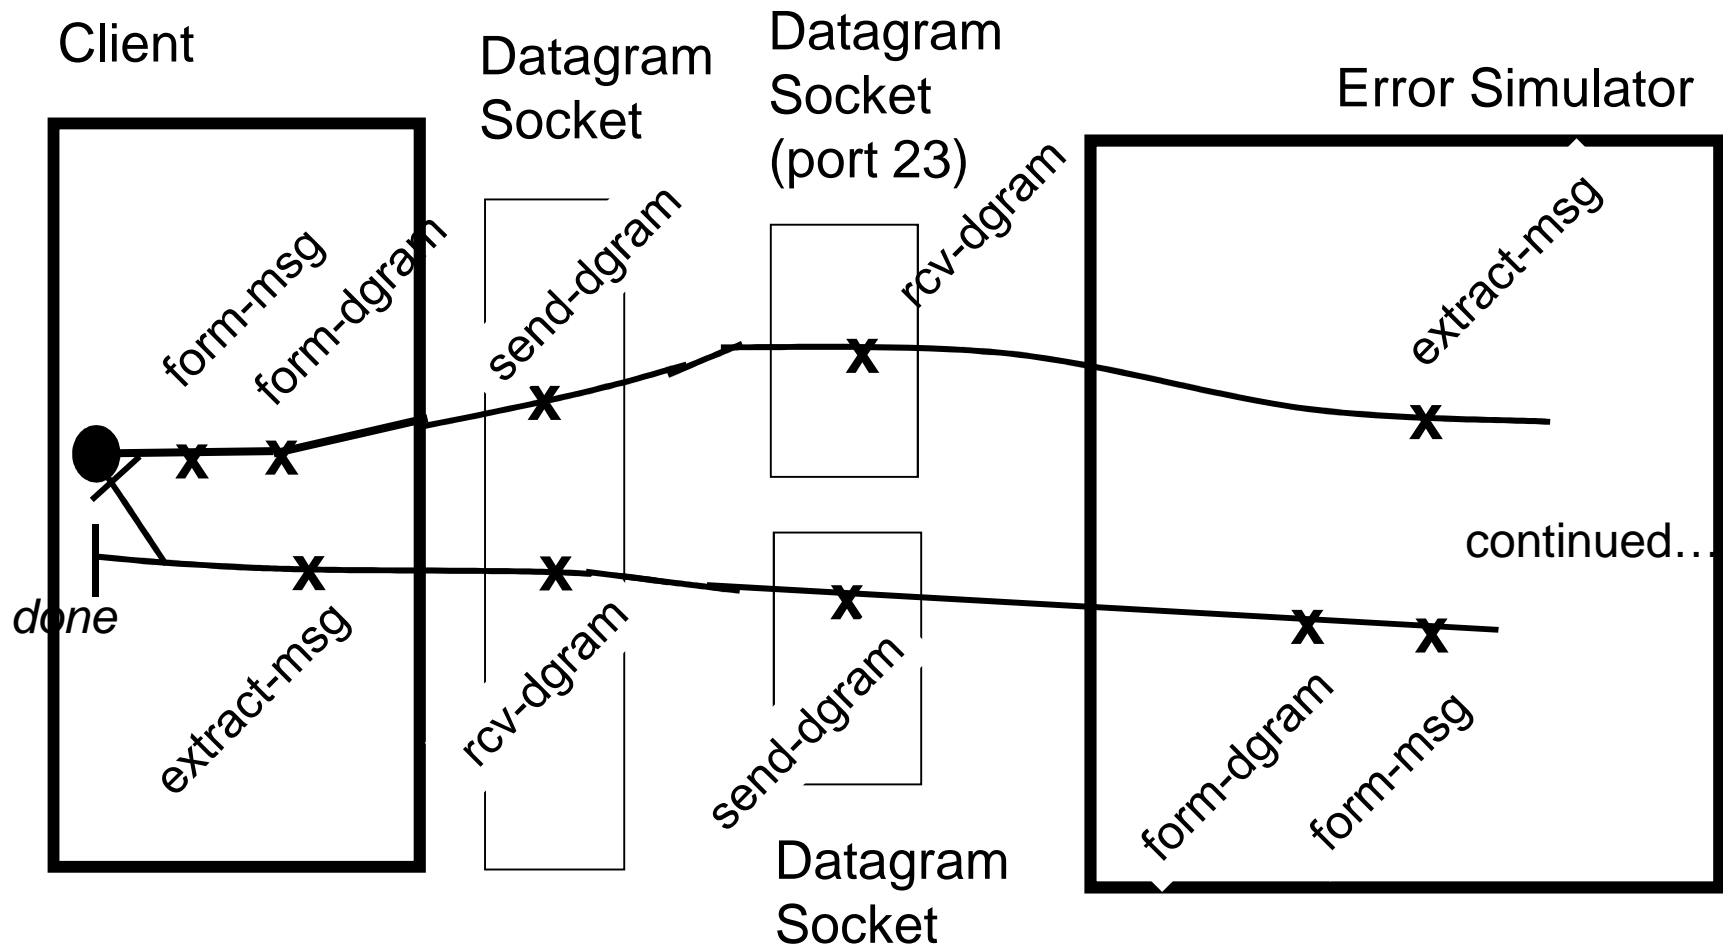 Client
Datagram
Socket
Datagram
Socket
(port 23)
Error Simulator
form-msg
form-dgram
send-dgram
rcv-dgram
extract-msg
x
x
x
x
x
continued…
done
x
x
x
x
x
extract-msg
rcv-dgram
send-dgram
form-dgram
form-msg
Datagram
Socket